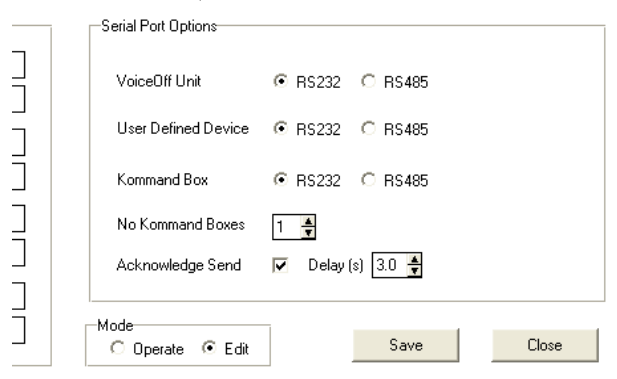 Serial Port Options
VoiceOff Unit RS232 RS485
User Defined Device RS232 RS485
Kommand Box RS232 RS485
No Kommand Boxes 1
Acknowledge Send Delay (s) 3.0
Mode
Operate Edit Save Close